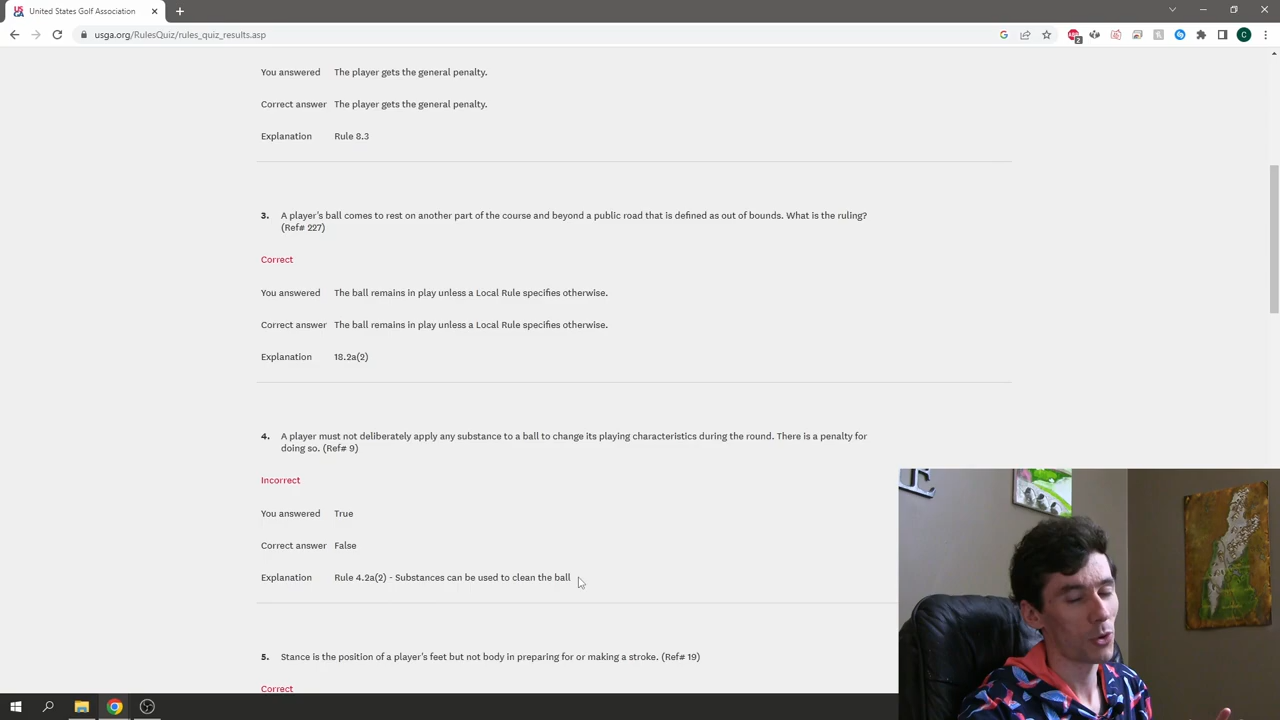 United States Golf Association
usga.org/RulesQuiz/rules_quiz_results.asp
You answered The player gets the general penalty.
Correct answer The player gets the general penalty.
Explanation Rule 8.3
3. A player's ball comes to rest on another part of the course and beyond a public road that is defined as out of bounds. What is the ruling?
(Ref# 227)
Correct
You answered The ball remains in play unless a Local Rule specifies otherwise.
Correct answer The ball remains in play unless a Local Rule specifies otherwise.
Explanation 18.2a(2)
4. A player must not deliberately apply any substance to a ball to change its playing characteristics during the round. There is a penalty for
doing so. (Ref# 9)
Incorrect
You answered True
Correct answer False
Explanation Rule 4.2a(2) - Substances can be used to clean the ball
5. Stance is the position of a player's feet but not body in preparing for or making a stroke. (Ref# 19)
Correct